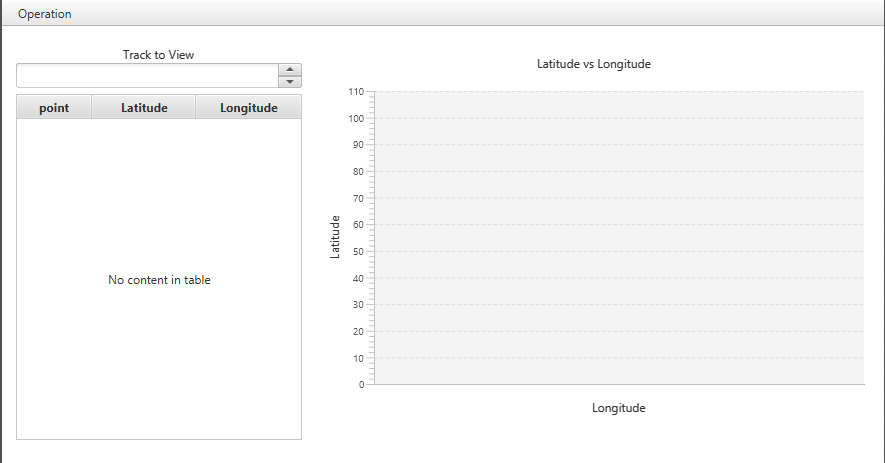 Operation
Track to View
point Latitude Longitude
No content in table
Latitude vs Longitude
110
100
90
80
70
60
50
40
30
20
10
0
Latitude
Longitude